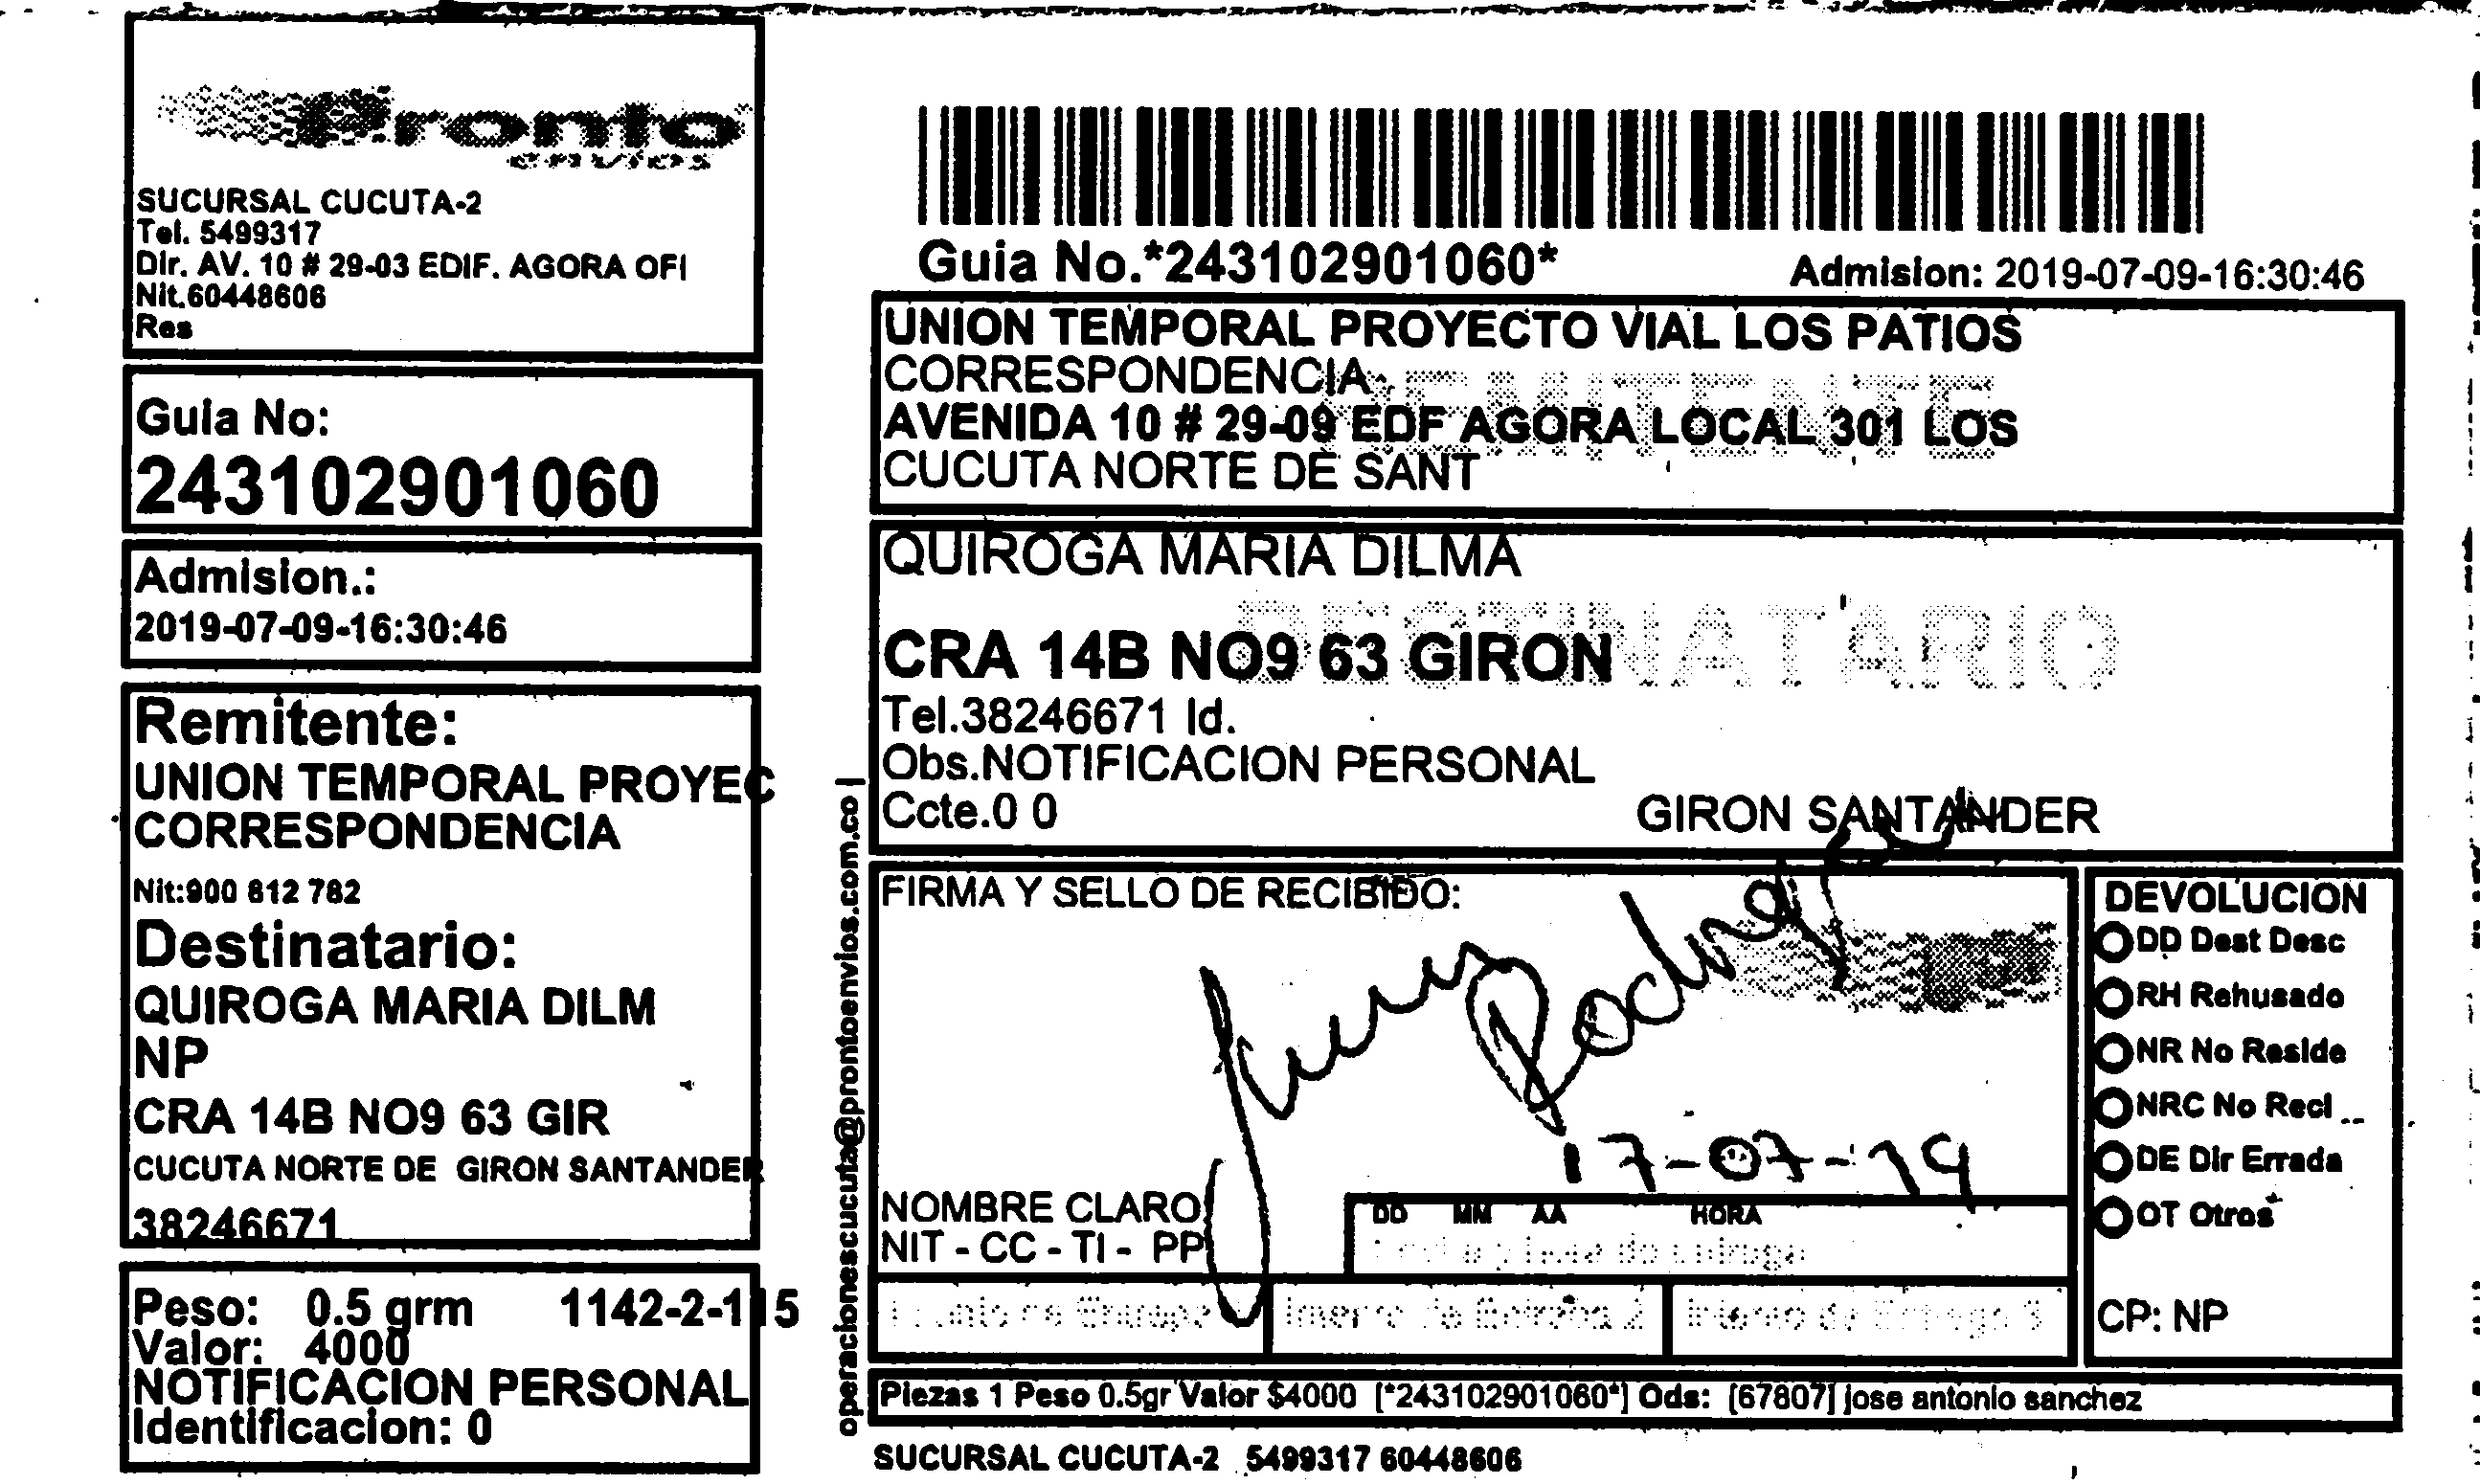 Pronto
envios
SUCURSAL CUCUTA-2
Tel. 5499317
Dir. AV. 10 # 29-03 EDIF. AGORA OFI
Nit.60448606
Res
Guia No:
243102901060
Admision.:
2019-07-09-16:30:46
Remitente:
UNION TEMPORAL PROYEC
CORRESPONDENCIA
Nit:900 812 782
Destinatario:
QUIROGA MARIA DILM
NP
CRA 14B NO9 63 GIR
CUCUTA NORTE DE GIRON SANTANDER
38246671
Peso: 0.5 grm 1142-2-115
Valor: 4000
NOTIFICACION PERSONAL
Identificacion: 0
operacionescucuta@prontoenvios.com.co |
Guia No.*243102901060*
Admision: 2019-07-09-16:30:46
UNION TEMPORAL PROYECTO VIAL LOS PATIOS
CORRESPONDENCIA
REMITENTE
AVENIDA 10 # 29-09 EDF AGORA LOCAL 301 LOS
CUCUTA NORTE DE SANT
QUIROGA MARIA DILMA
DESTINATARIO
CRA 14B NO9 63 GIRON
Tel.38246671 Id.
Obs.NOTIFICACION PERSONAL
Ccte.0 0
GIRON SANTANDER
FIRMA Y SELLO DE RECIBIDO:
Rodriguez
17-07-19
NOMBRE CLARO
NIT - CC - TI - PP
DD MM AA HORA
DEVOLUCION
DD Dest Desc
RH Rehusado
NR No Reside
NRC No Recl
DE Dir Errada
OT Otros
CP: NP
Piezas 1 Peso 0.5gr Valor $4000 [*243102901060*] Ods: [67807] jose antonio sanchez
SUCURSAL CUCUTA-2 5499317 60448606